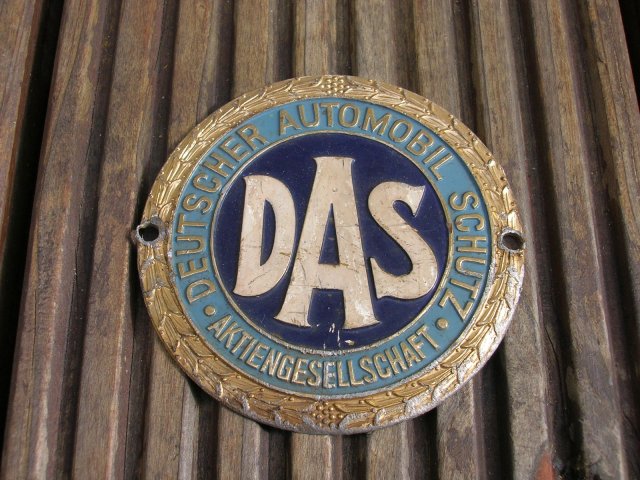 DEUTSCHER AUTOMOBIL SCHUTZ
DAS
· AKTIENGESELLSCHAFT ·